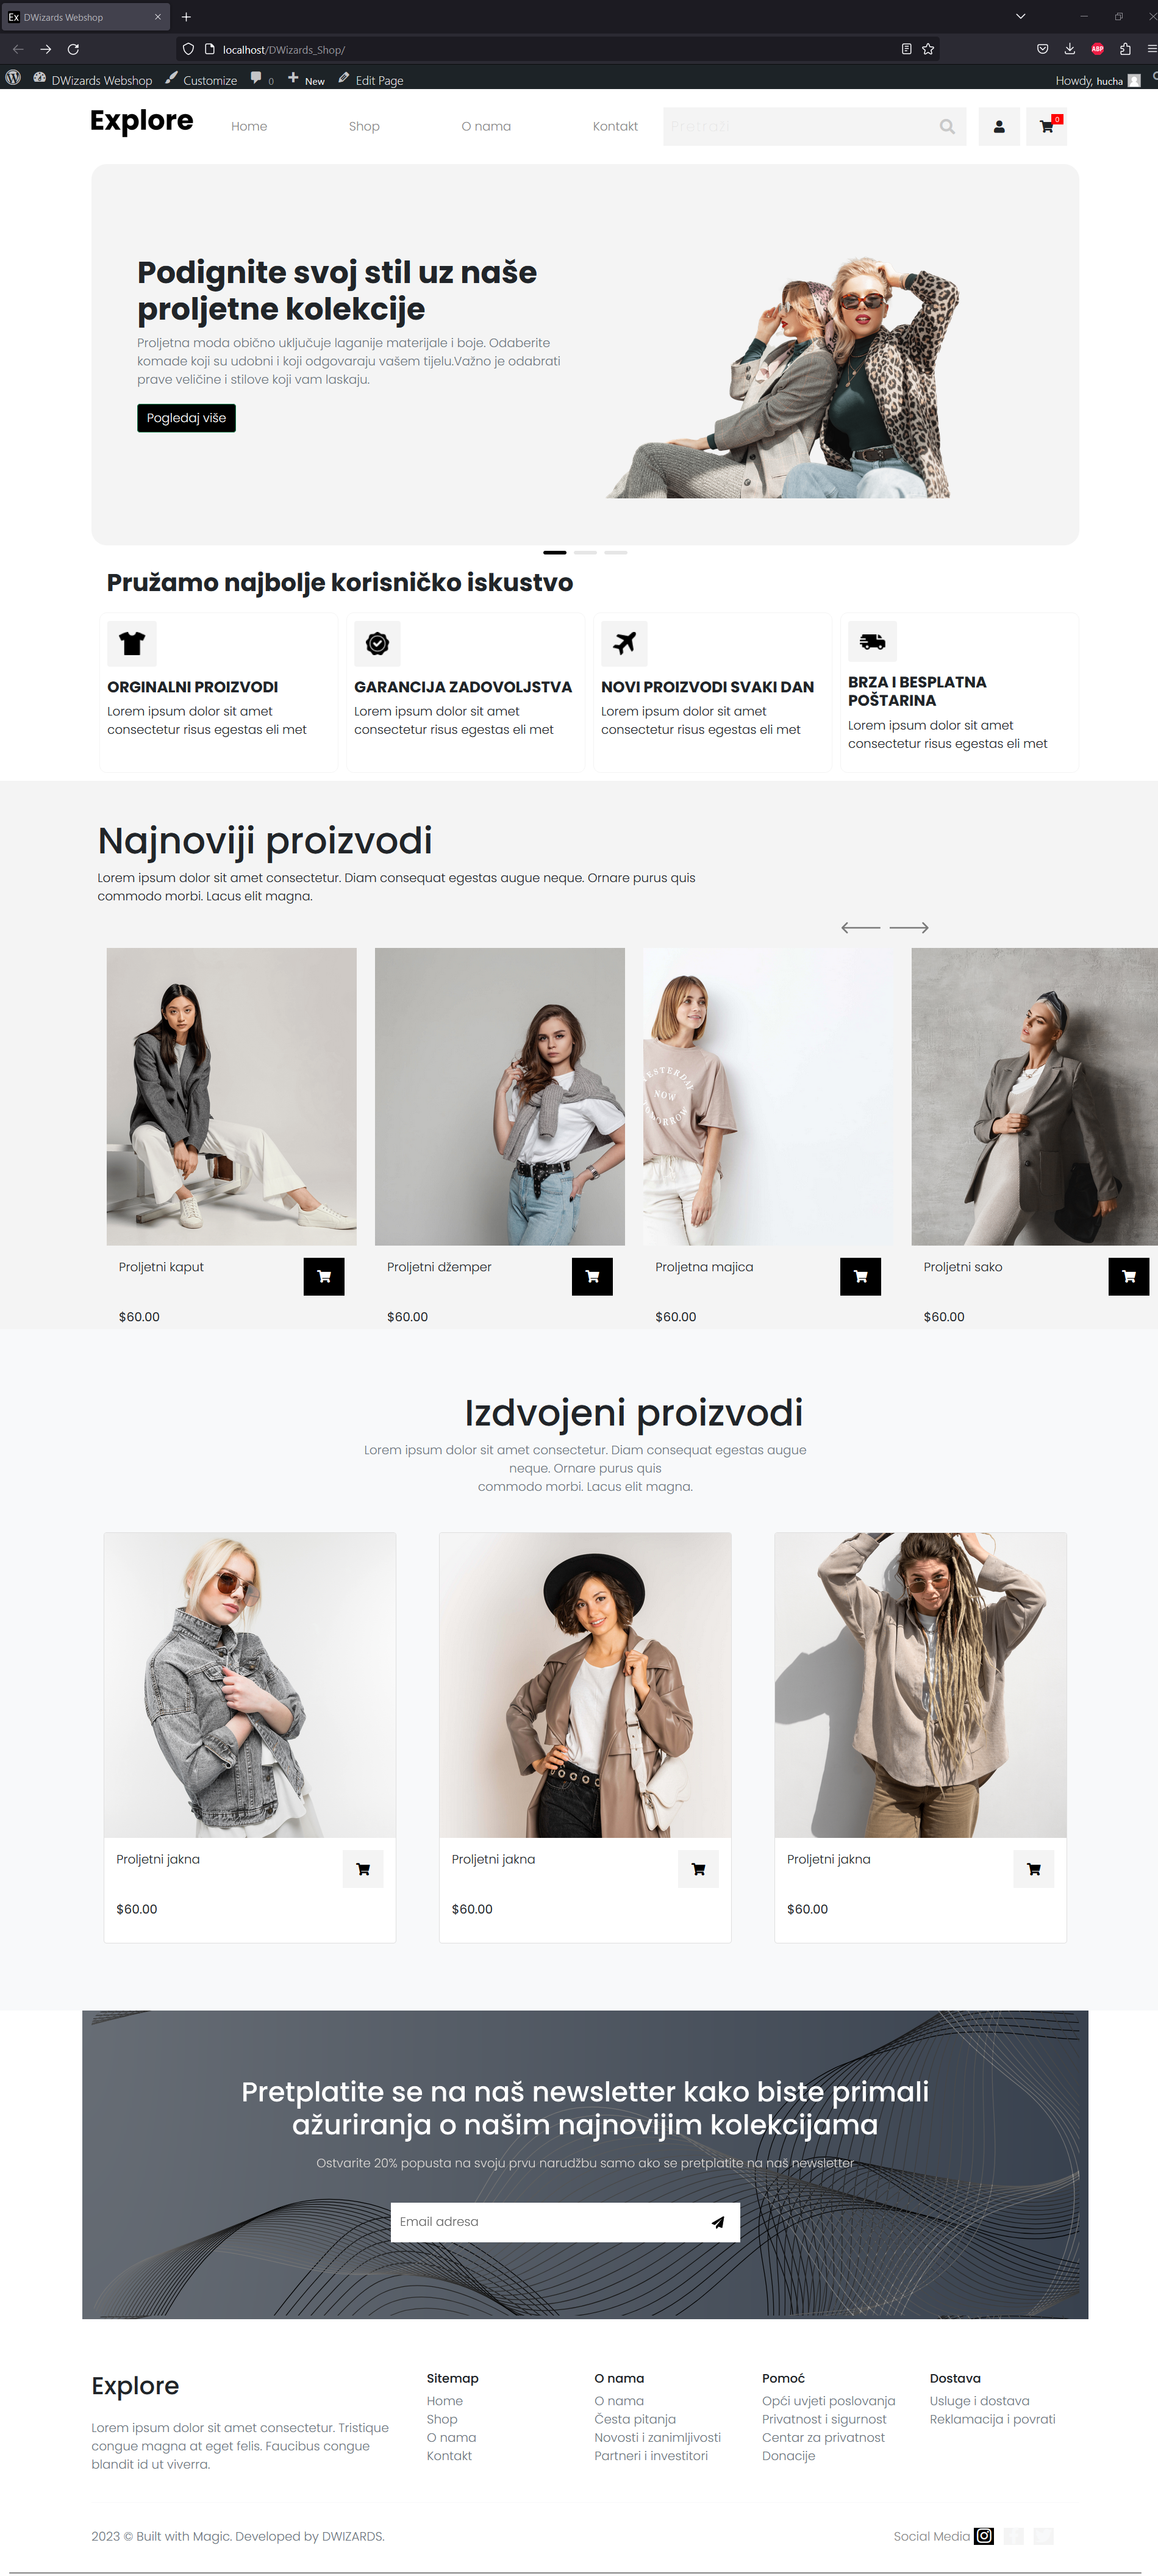 Ex DWizards Webshop
localhost/DWizards_Shop/
ABP
DWizards Webshop Customize 0 New Edit Page Howdy, hucha
Explore Home Shop O nama Kontakt Pretraži 0
Podignite svoj stil uz naše
proljetne kolekcije
Proljetna moda obično uključuje laganije materijale i boje. Odaberite
komade koji su udobni i koji odgovaraju vašem tijelu.Važno je odabrati
prave veličine i stilove koji vam laskaju.
Pogledaj više
Pružamo najbolje korisničko iskustvo
ORGINALNI PROIZVODI
Lorem ipsum dolor sit amet
consectetur risus egestas eli met
GARANCIJA ZADOVOLJSTVA
Lorem ipsum dolor sit amet
consectetur risus egestas eli met
NOVI PROIZVODI SVAKI DAN
Lorem ipsum dolor sit amet
consectetur risus egestas eli met
BRZA I BESPLATNA
POŠTARINA
Lorem ipsum dolor sit amet
consectetur risus egestas eli met
Najnoviji proizvodi
Lorem ipsum dolor sit amet consectetur. Diam consequat egestas augue neque. Ornare purus quis
commodo morbi. Lacus elit magna.
YESTERDAY
NOW
TOMORROW
Proljetni kaput
$60.00
Proljetni džemper
$60.00
Proljetna majica
$60.00
Proljetni sako
$60.00
Izdvojeni proizvodi
Lorem ipsum dolor sit amet consectetur. Diam consequat egestas augue
neque. Ornare purus quis
commodo morbi. Lacus elit magna.
Proljetni jakna
$60.00
Proljetni jakna
$60.00
Proljetni jakna
$60.00
Pretplatite se na naš newsletter kako biste primali
ažuriranja o našim najnovijim kolekcijama
Ostvarite 20% popusta na svoju prvu narudžbu samo ako se pretplatite na naš newsletter
Email adresa
Explore
Lorem ipsum dolor sit amet consectetur. Tristique
congue magna at eget felis. Faucibus congue
blandit id ut viverra.
Sitemap
Home
Shop
O nama
Kontakt
O nama
O nama
Česta pitanja
Novosti i zanimljivosti
Partneri i investitori
Pomoć
Opći uvjeti poslovanja
Privatnost i sigurnost
Centar za privatnost
Donacije
Dostava
Usluge i dostava
Reklamacija i povrati
2023 © Built with Magic. Developed by DWIZARDS.
Social Media